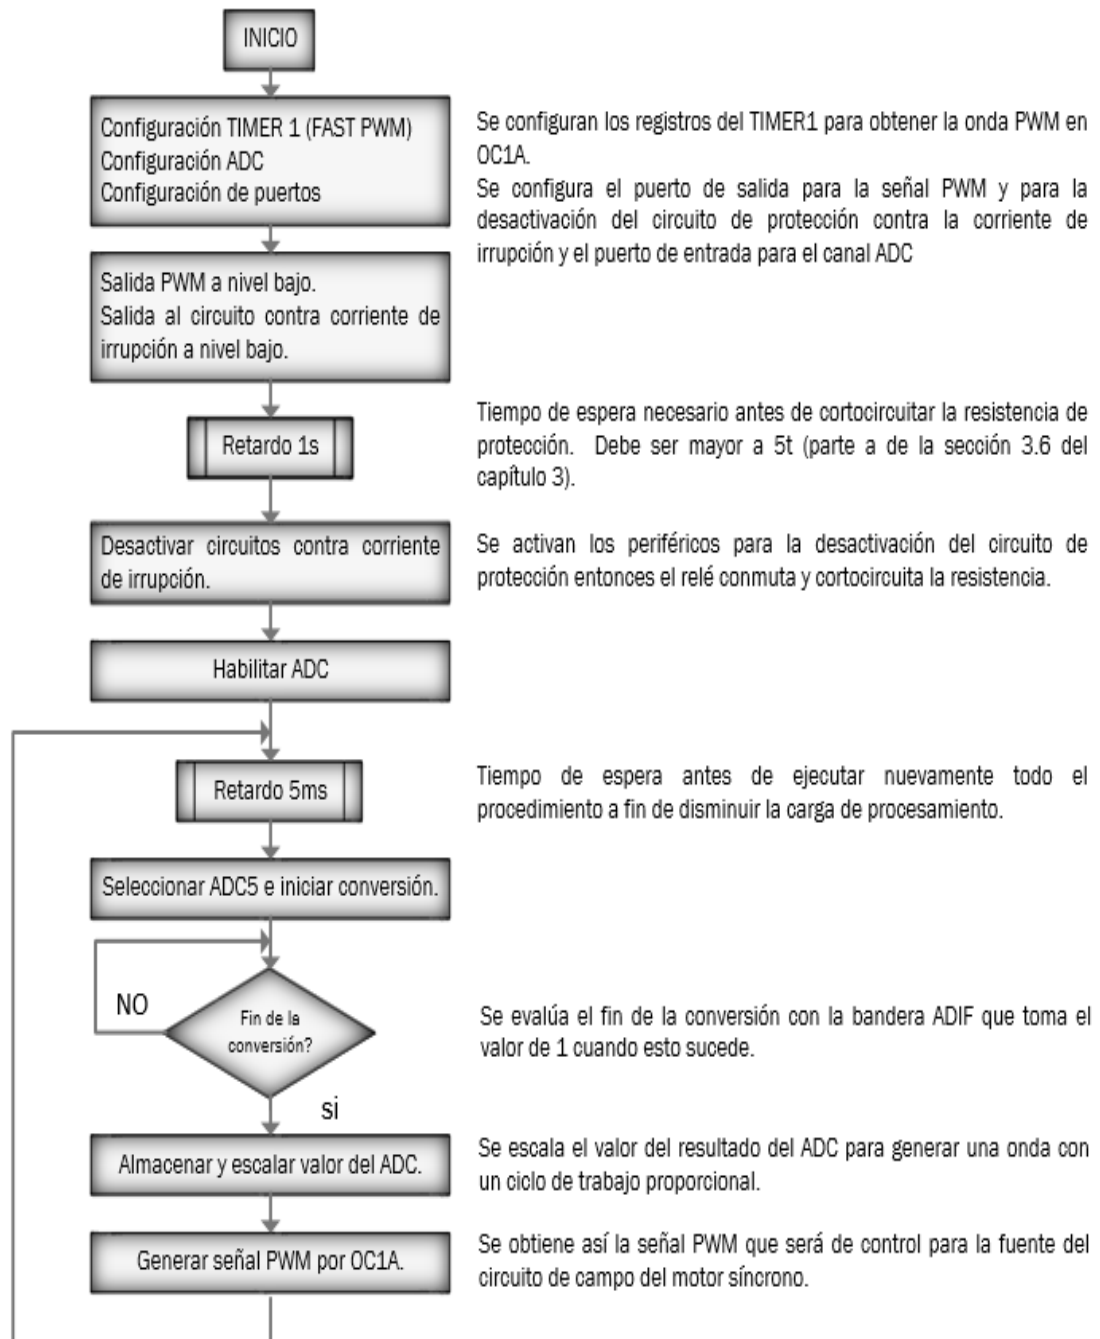 INICIO
Configuración TIMER 1 (FAST PWM)
Configuración ADC
Configuración de puertos
Se configuran los registros del TIMER1 para obtener la onda PWM en
OC1A.
Se configura el puerto de salida para la señal PWM y para la
desactivación del circuito de protección contra la corriente de
irrupción y el puerto de entrada para el canal ADC
Salida PWM a nivel bajo.
Salida al circuito contra corriente de
irrupción a nivel bajo.
Retardo 1s
Tiempo de espera necesario antes de cortocircuitar la resistencia de
protección. Debe ser mayor a 5t (parte a de la sección 3.6 del
capítulo 3).
Desactivar circuitos contra corriente
de irrupción.
Se activan los periféricos para la desactivación del circuito de
protección entonces el relé conmuta y cortocircuita la resistencia.
Habilitar ADC
Retardo 5ms
Tiempo de espera antes de ejecutar nuevamente todo el
procedimiento a fin de disminuir la carga de procesamiento.
Seleccionar ADC5 e iniciar conversión.
NO
Fin de la
conversión?
Se evalúa el fin de la conversión con la bandera ADIF que toma el
valor de 1 cuando esto sucede.
si
Almacenar y escalar valor del ADC.
Se escala el valor del resultado del ADC para generar una onda con
un ciclo de trabajo proporcional.
Generar señal PWM por OC1A.
Se obtiene así la señal PWM que será de control para la fuente del
circuito de campo del motor síncrono.